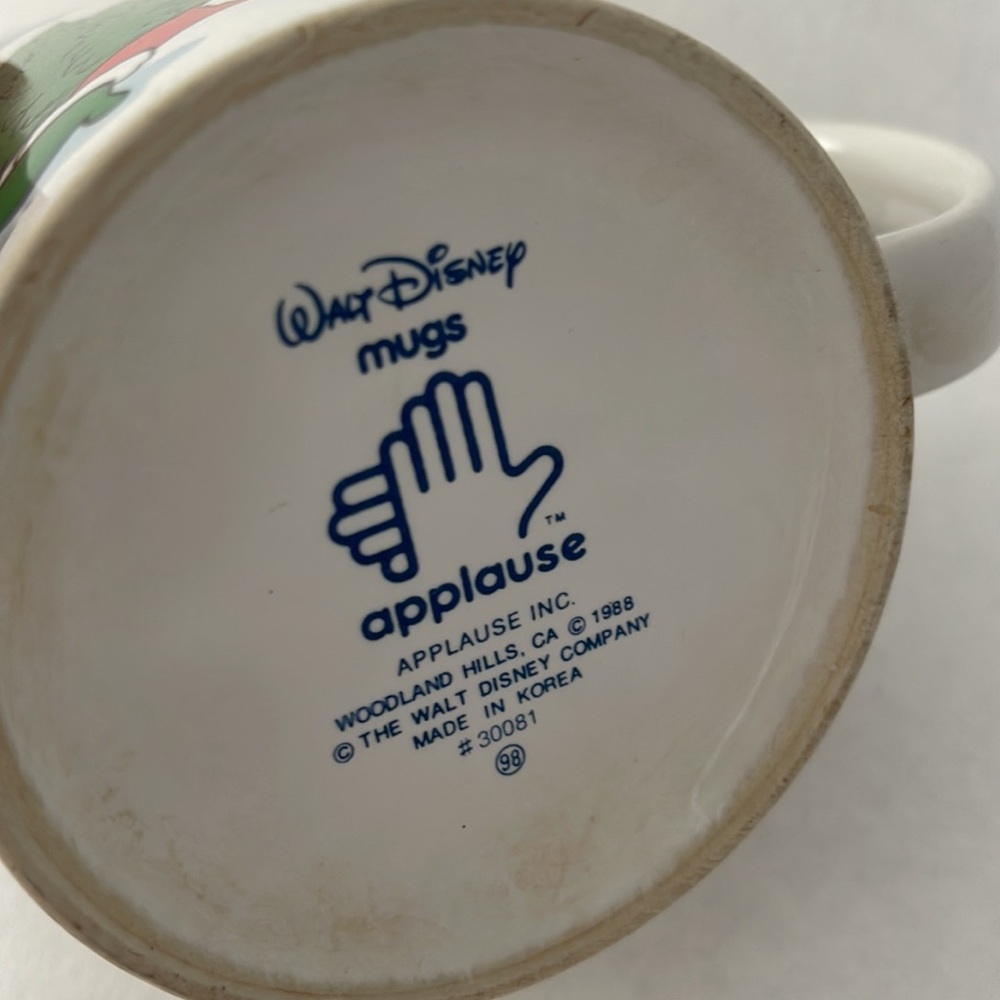 WALT DISNEY
mugs
TM
applause
APPLAUSE INC.
WOODLAND HILLS, CA © 1988
© THE WALT DISNEY COMPANY
MADE IN KOREA
# 30081
98